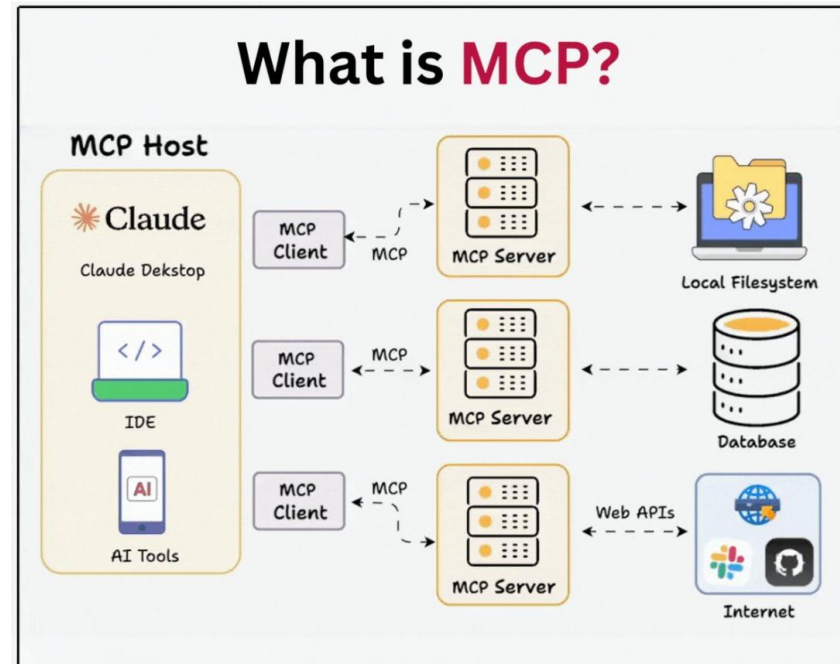 What is MCP?
MCP Host
Claude
Claude Dekstop
</>
IDE
AI
AI Tools
MCP
Client
MCP
MCP Server
Local Filesystem
MCP
Client
MCP
MCP Server
Database
MCP
Client
MCP
MCP Server
Web APIs
Internet